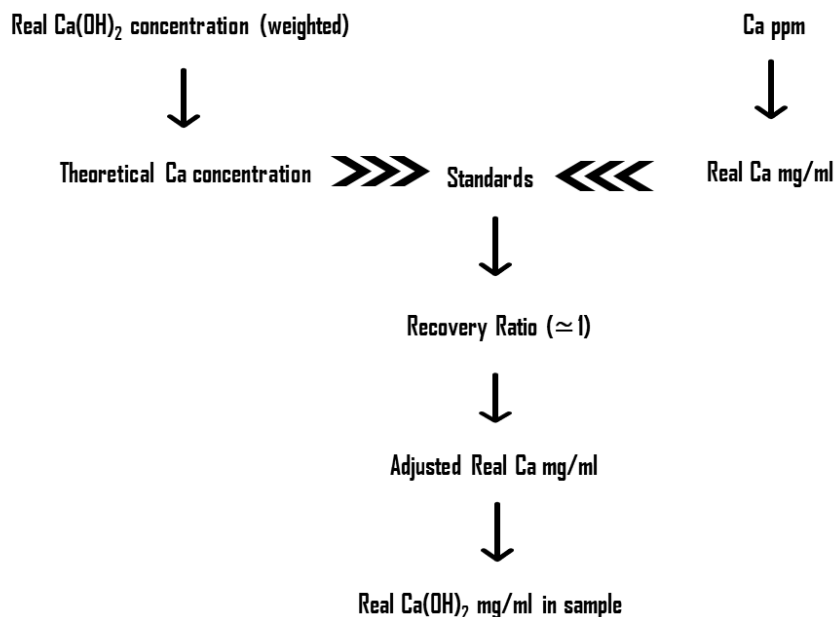 Real Ca(OH)₂ concentration (weighted)
Ca ppm
Theoretical Ca concentration
Standards
Real Ca mg/ml
Recovery Ratio (≃1)
Adjusted Real Ca mg/ml
Real Ca(OH)₂ mg/ml in sample